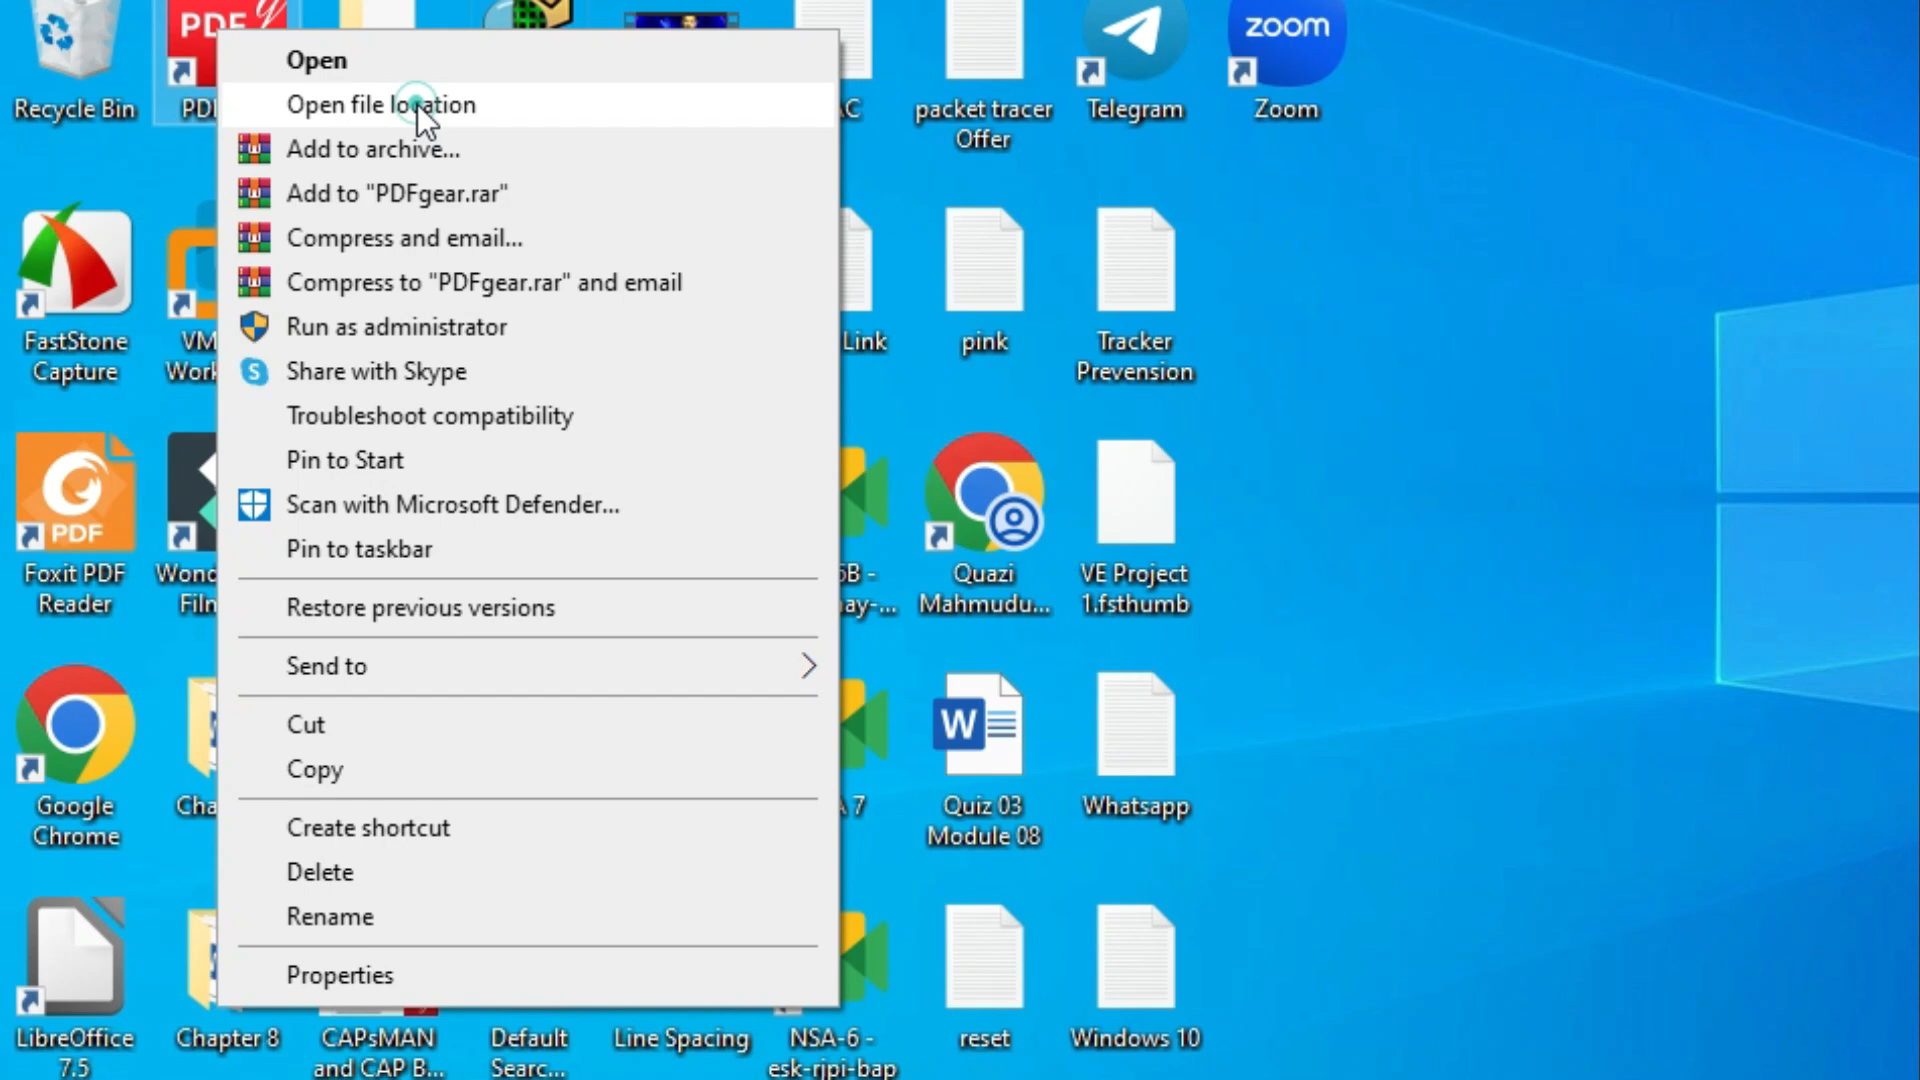 PDF
zoom
Recycle Bin
PD
Open
Open file location
Add to archive...
Add to "PDFgear.rar"
Compress and email...
Compress to "PDFgear.rar" and email
Run as administrator
Share with Skype
Troubleshoot compatibility
Pin to Start
Scan with Microsoft Defender...
Pin to taskbar
Restore previous versions
Send to
Cut
Copy
Create shortcut
Delete
Rename
Properties
packet tracer
Offer
Telegram
Zoom
FastStone
Capture
VM
Work
Link
pink
Tracker
Prevension
PDF
Foxit PDF
Reader
Wond
Film
Quazi
Mahmudu...
VE Project
1.fsthumb
Google
Chrome
Cha
A 7
W
Quiz 03
Module 08
Whatsapp
LibreOffice
7.5
Chapter 8
CAPsMAN
and CAP B...
Default
Searc...
Line Spacing
NSA-6 -
esk-rjpi-bap
reset
Windows 10